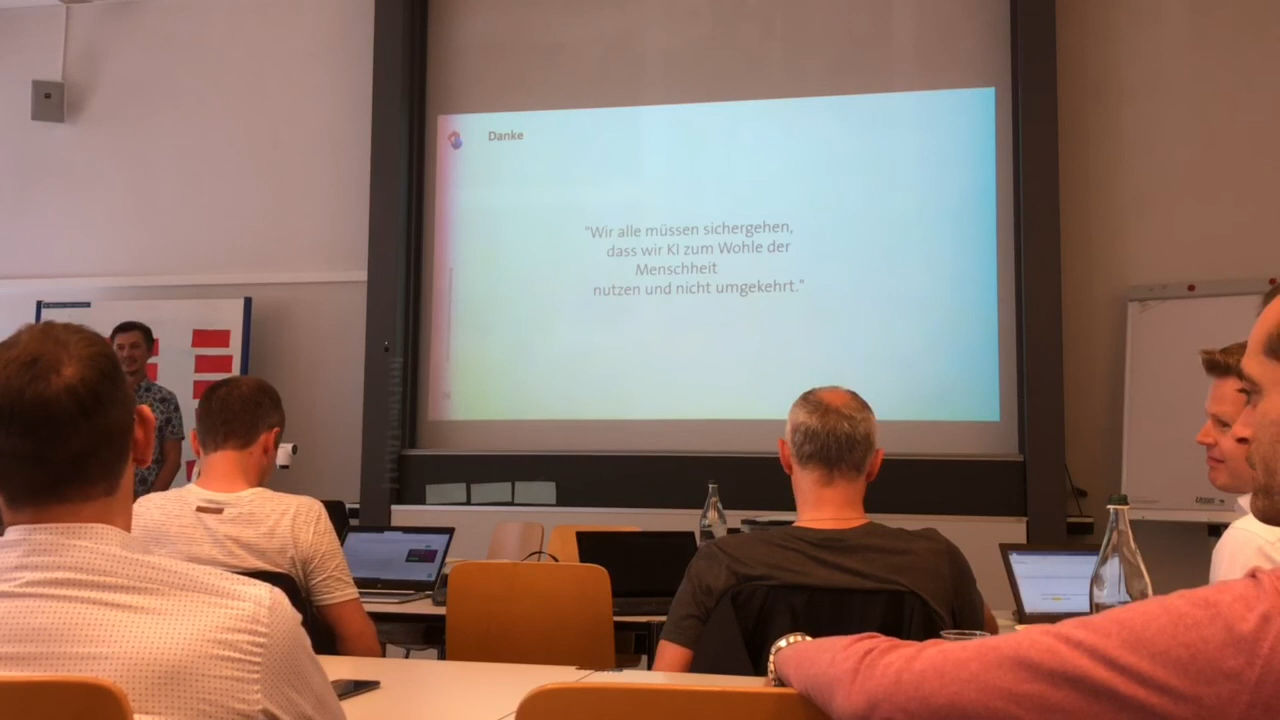 Danke
"Wir alle müssen sichergehen,
dass wir KI zum Wohle der
Menschheit
nutzen und nicht umgekehrt."